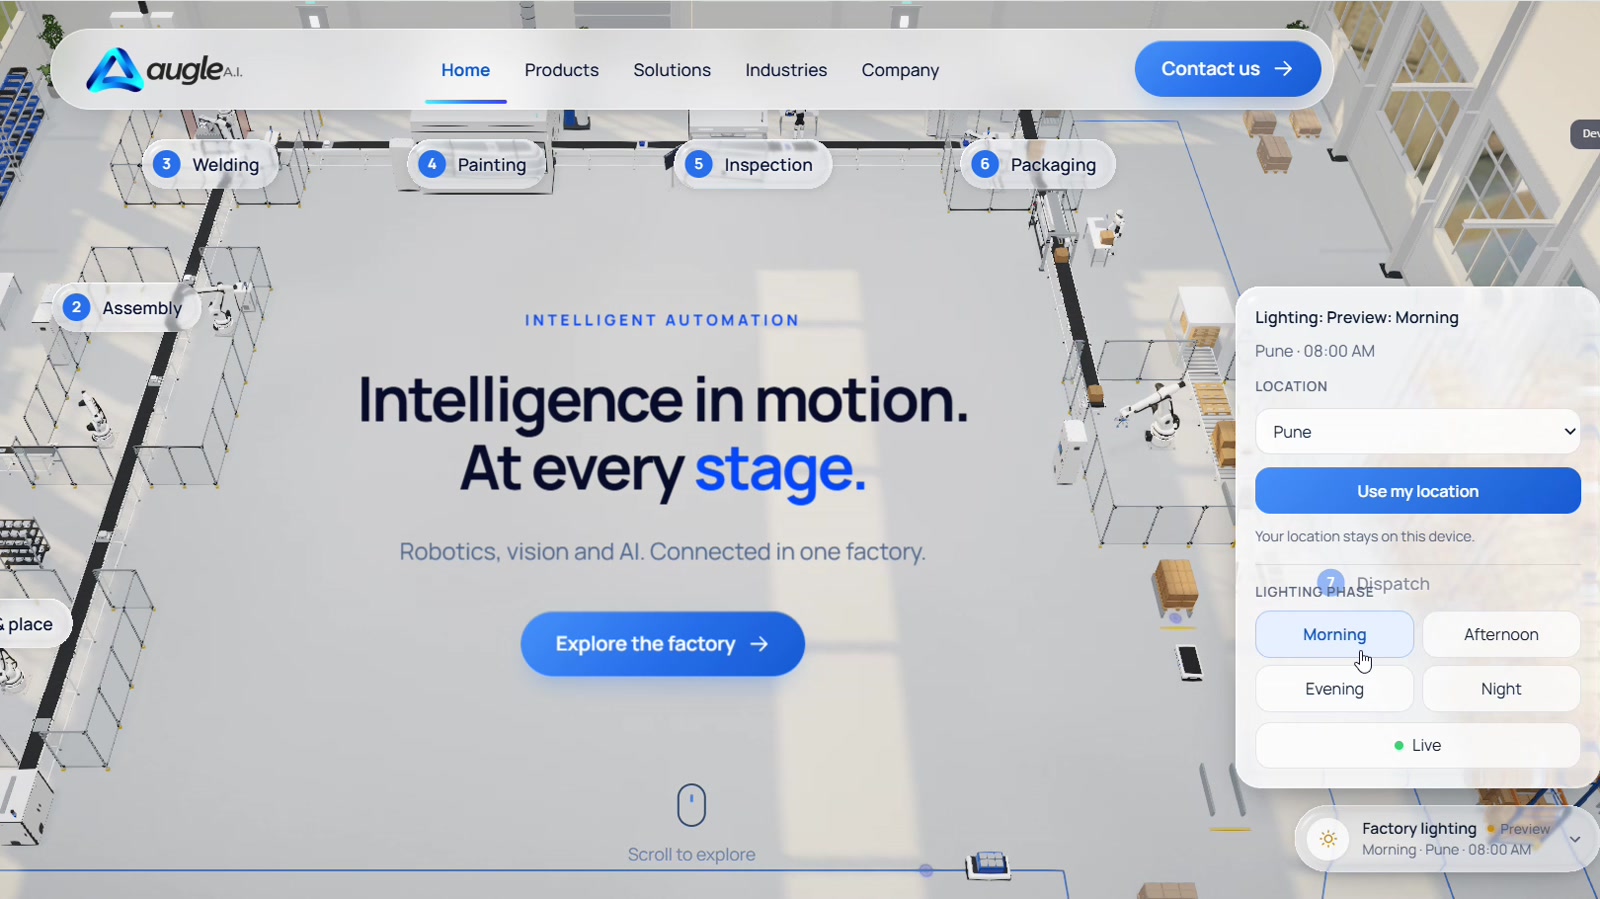 augle A.I.
Home
Products
Solutions
Industries
Company
Contact us
Dev
3 Welding
4 Painting
5 Inspection
6 Packaging
2 Assembly
INTELLIGENT AUTOMATION
Intelligence in motion.
At every stage.
Robotics, vision and AI. Connected in one factory.
Explore the factory
& place
Scroll to explore
Lighting: Preview: Morning
Pune · 08:00 AM
LOCATION
Pune
Use my location
Your location stays on this device.
7 Dispatch
LIGHTING PHASE
Morning
Afternoon
Evening
Night
Live
Factory lighting
Preview
Morning · Pune · 08:00 AM